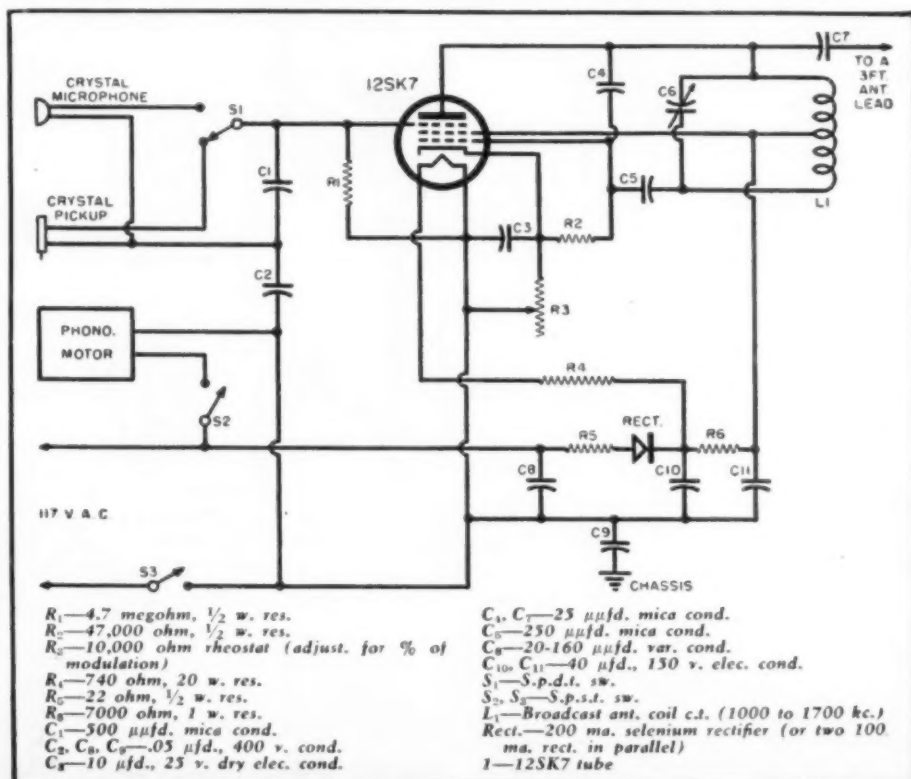 CRYSTAL
MICROPHONE
S1
12SK7
C7
TO A
3FT.
ANT.
LEAD
C4
C6
C1
R1
C5
L1
CRYSTAL
PICKUP
C3
R2
C2
R3
PHONO.
MOTOR
R4
S2
R5
RECT.
R6
C8
C10
C11
117 V. A.C.
C9
S3
CHASSIS
R₁—4.7 megohm, 1/2 w. res.
R₂—47,000 ohm, 1/2 w. res.
R₃—10,000 ohm rheostat (adjust. for % of
modulation)
R₄—740 ohm, 20 w. res.
R₅—22 ohm, 1/2 w. res.
R₆—7000 ohm, 1 w. res.
C₁—500 μμfd. mica cond.
C₂, C₈, C₉—.05 μfd., 400 v. cond.
C₃—10 μfd., 25 v. dry elec. cond.
C₄, C₇—25 μμfd. mica cond.
C₅—250 μμfd. mica cond.
C₆—20-160 μμfd. var. cond.
C₁₀, C₁₁—40 μfd., 150 v. elec. cond.
S₁—S.p.d.t. sw.
S₂, S₃—S.p.s.t. sw.
L₁—Broadcast ant. coil c.t. (1000 to 1700 kc.)
Rect.—200 ma. selenium rectifier (or two 100
ma. rect. in parallel)
1—12SK7 tube